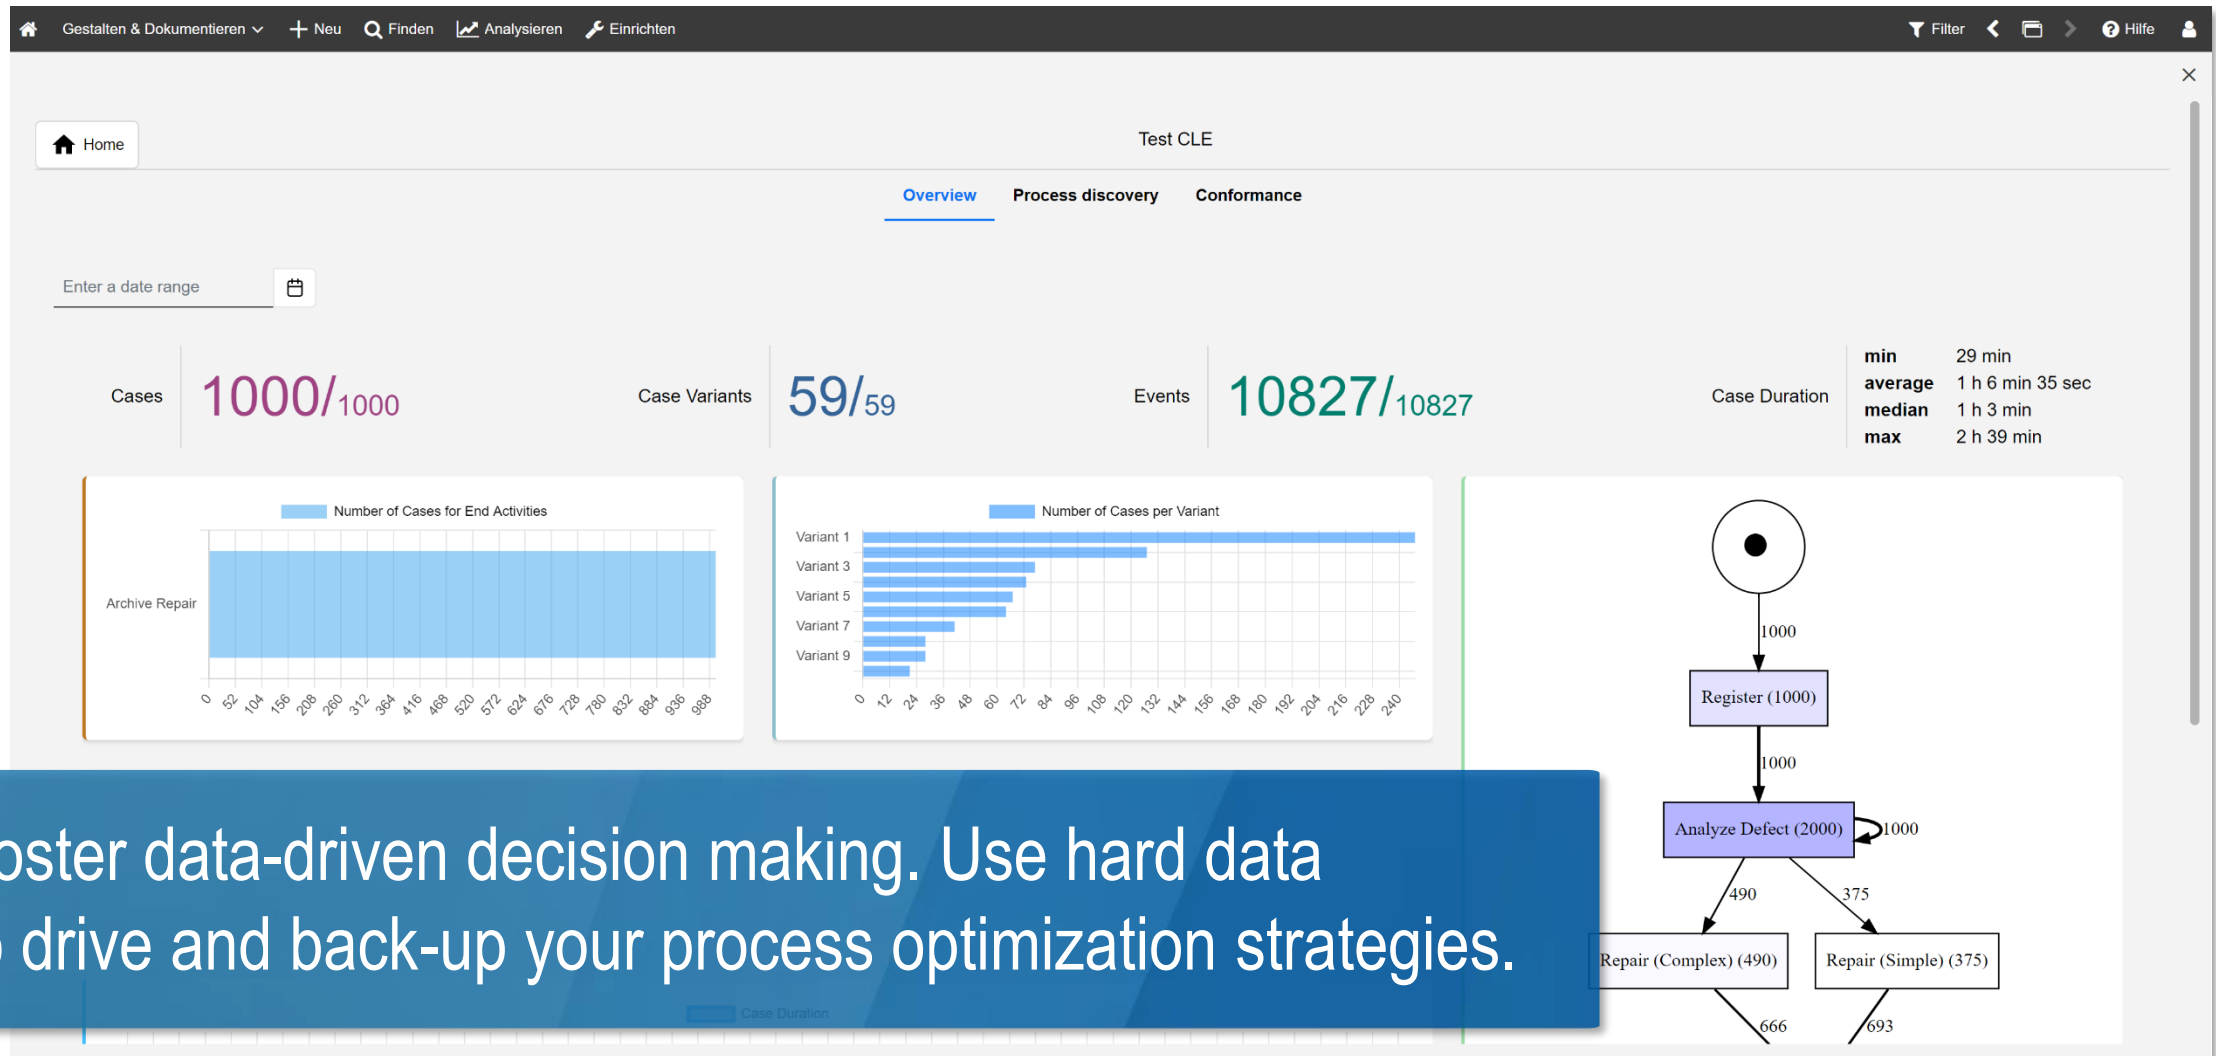 Gestalten & Dokumentieren Neu Finden Analysieren Einrichten Filter Hilfe
Home
Test CLE
Overview Process discovery Conformance
Enter a date range
Cases 1000/1000
Case Variants 59/59
Events 10827/10827
Case Duration
min 29 min
average 1 h 6 min 35 sec
median 1 h 3 min
max 2 h 39 min
Number of Cases for End Activities
Archive Repair
0 52 104 156 208 260 312 364 416 468 520 572 624 676 728 780 832 884 936 988
Number of Cases per Variant
Variant 1
Variant 3
Variant 5
Variant 7
Variant 9
0 12 24 36 48 60 72 84 96 108 120 132 144 156 168 180 192 204 216 228 240
1000
Register (1000)
1000
Analyze Defect (2000) 1000
490 375
Repair (Complex) (490) Repair (Simple) (375)
666 693
oster data-driven decision making. Use hard data
drive and back-up your process optimization strategies.
Case Duration